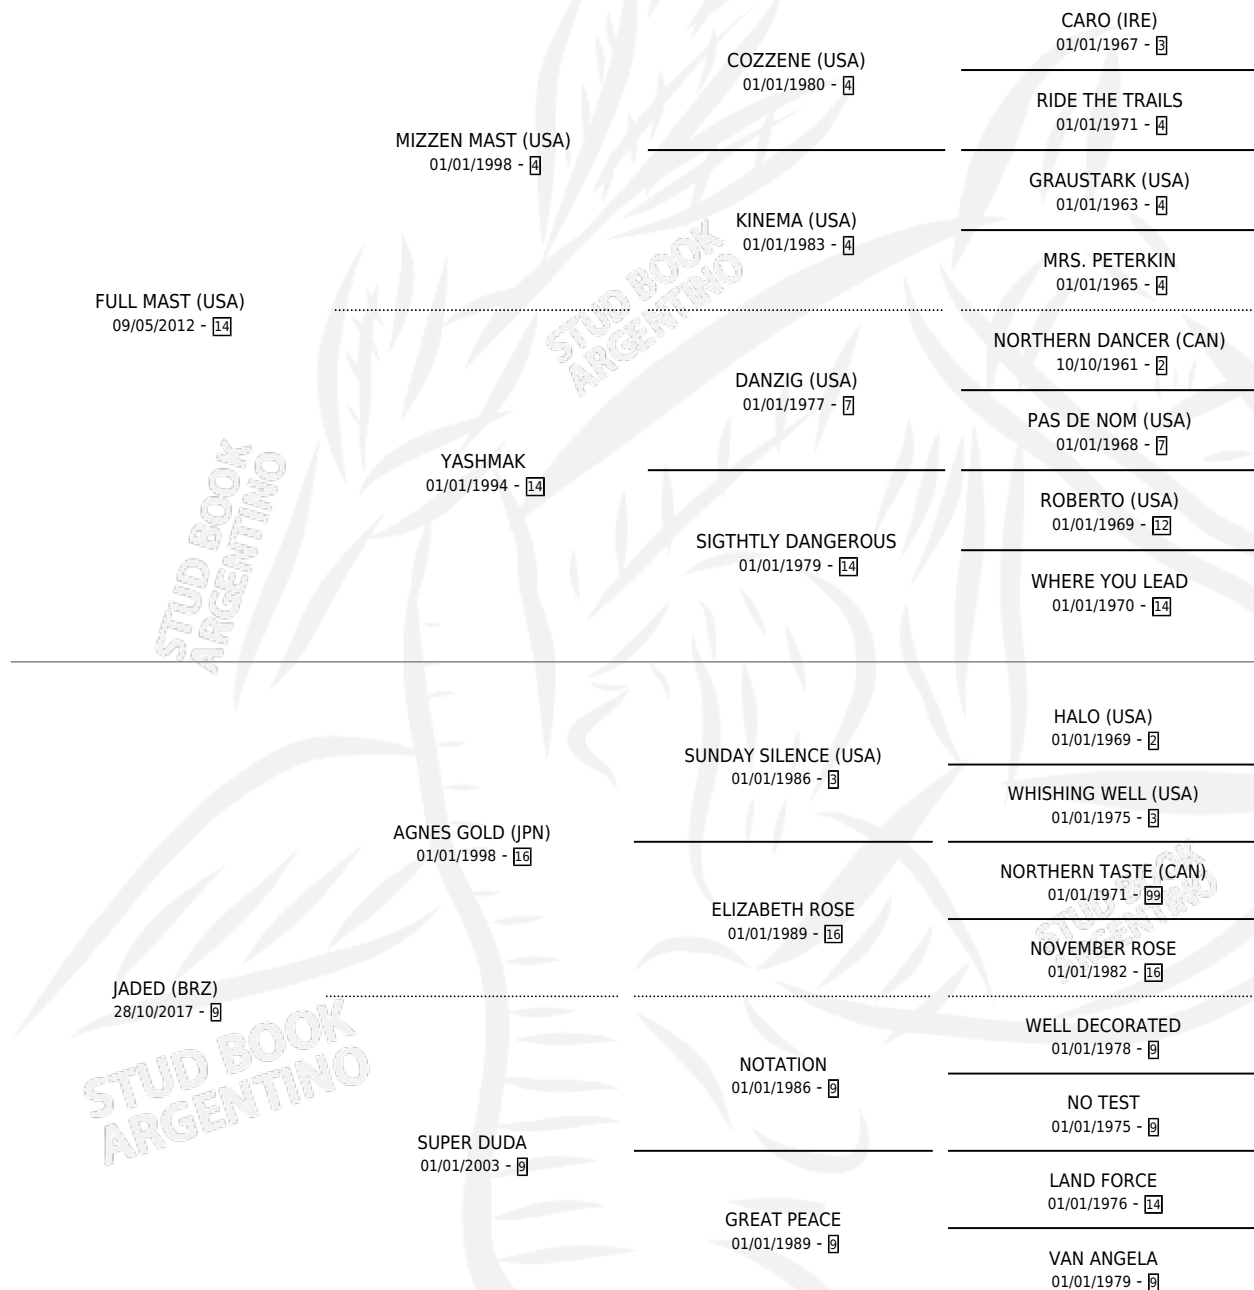 CARO (IRE)
01/01/1967 - 3
COZZENE (USA)
01/01/1980 - 4
RIDE THE TRAILS
01/01/1971 - 4
MIZZEN MAST (USA)
01/01/1998 - 4
GRAUSTARK (USA)
01/01/1963 - 4
KINEMA (USA)
01/01/1983 - 4
MRS. PETERKIN
01/01/1965 - 4
FULL MAST (USA)
09/05/2012 - 14
NORTHERN DANCER (CAN)
10/10/1961 - 2
DANZIG (USA)
01/01/1977 - 7
PAS DE NOM (USA)
01/01/1968 - 7
YASHMAK
01/01/1994 - 14
ROBERTO (USA)
01/01/1969 - 12
SIGTHTLY DANGEROUS
01/01/1979 - 14
WHERE YOU LEAD
01/01/1970 - 14
HALO (USA)
01/01/1969 - 2
SUNDAY SILENCE (USA)
01/01/1986 - 3
WHISHING WELL (USA)
01/01/1975 - 3
AGNES GOLD (JPN)
01/01/1998 - 16
NORTHERN TASTE (CAN)
01/01/1971 - 99
ELIZABETH ROSE
01/01/1989 - 16
NOVEMBER ROSE
01/01/1982 - 16
JADED (BRZ)
28/10/2017 - 9
WELL DECORATED
01/01/1978 - 9
NOTATION
01/01/1986 - 9
NO TEST
01/01/1975 - 9
SUPER DUDA
01/01/2003 - 9
LAND FORCE
01/01/1976 - 14
GREAT PEACE
01/01/1989 - 9
VAN ANGELA
01/01/1979 - 9
STUD BOOK
ARGENTINO
STUD BOOK
ARGENTINO
STUD BOOK
ARGENTINO
STUD BOOK
ARGENTINO